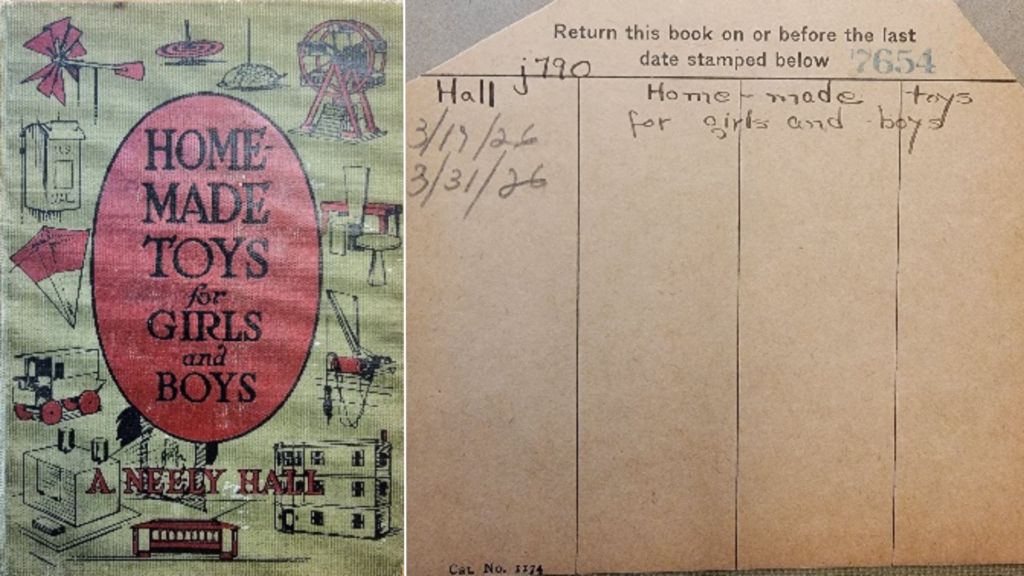 HOME-
MADE
TOYS
for
GIRLS
and
BOYS
A NEELY HALL
Return this book on or before the last
date stamped below 7654
j790
Hall
Home-made toys
for girls and boys
3/19/26
3/31/26
Cat. No. 1174